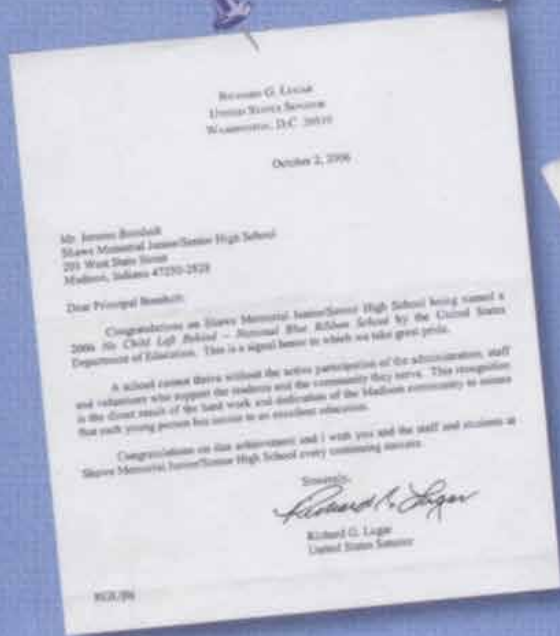 RICHARD G. LUGAR
UNITED STATES SENATOR
WASHINGTON, D.C. 20510
October 2, 2006
Mr. Jerome
Shawe Memorial Junior/Senior High School
201 West State Street
Madison, Indiana 47250-2828
Dear Principal
Congratulations on Shawe Memorial Junior/Senior High School being named a
2006 No Child Left Behind – National Blue Ribbon School by the United States
Department of Education. This is a signal honor in which we take great pride.
A school cannot thrive without the active participation of the administration, staff
and volunteers who support the students and the community they serve. This recognition
is the direct result of the hard work and dedication of the Madison community to ensure
that each young person has access to an excellent education.
Congratulations on this achievement and I wish you and the staff and students at
Shawe Memorial Junior/Senior High School every continuing success.
Sincerely,
Richard G. Lugar
Richard G. Lugar
United States Senator